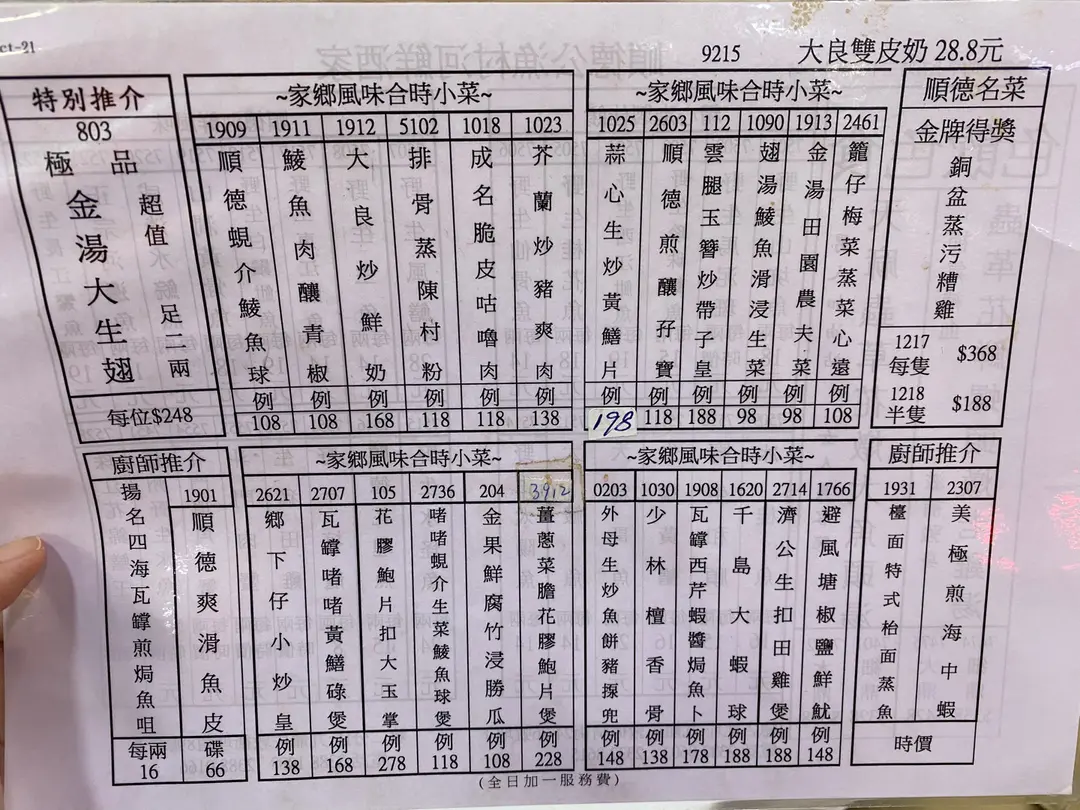 ct-21
9215 大良雙皮奶 28.8元
特別推介
803
極品
金湯大生翅
超值
足二兩
每位$248
~家鄉風味合時小菜~
1909 順德蜆介鯪魚球 例 108
1911 鯪魚肉釀青椒 例 108
1912 大良炒鮮奶 例 168
5102 排骨蒸陳村粉 例 118
1018 成名脆皮咕嚕肉 例 118
1023 芥蘭炒豬爽肉 例 138
~家鄉風味合時小菜~
1025 蒜心生炒黃鱔片 例 198
2603 順德煎釀孖寶 例 118
112 雲腿玉簪炒帶子皇 例 188
1090 翅湯鯪魚滑浸生菜 例 98
1913 金湯田園農夫菜 例 98
2461 籠仔梅菜蒸菜心遠 例 108
順德名菜
金牌得獎
銅盆蒸污糟雞
1217
每隻 $368
1218
半隻 $188
廚師推介
揚名四海瓦罉煎焗魚咀 每兩 16
1901 順德爽滑魚皮 碟 66
~家鄉風味合時小菜~
2621 鄉下仔小炒皇 例 138
2707 瓦罉啫啫黃鱔碌煲 例 168
105 花膠鮑片扣大玉掌 例 278
2736 啫啫蜆介生菜鯪魚球煲 例 118
204 金果鮮腐竹浸勝瓜 例 108
3912 薑蔥菜膽花膠鮑片煲 例 228
~家鄉風味合時小菜~
0203 外母生炒魚餅豬𦟌兜 例 148
1030 少林檀香骨 例 138
1908 瓦罉西芹蝦醬焗魚卜 例 178
1620 千島大蝦球 例 188
2714 濟公生扣田雞煲 例 188
1766 避風塘椒鹽鮮魷 例 148
廚師推介
1931 檯面特式枱面蒸魚
2307 美極煎海中蝦
時價
(全日加一服務費)